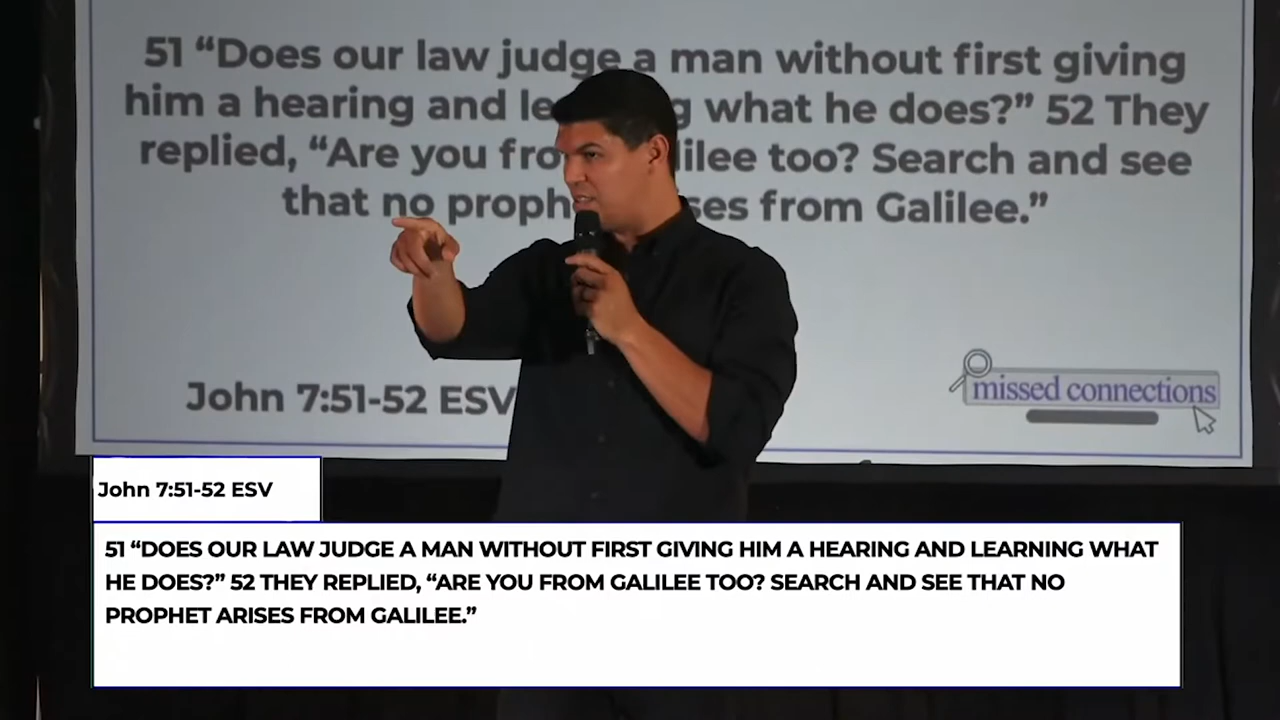 51 “Does our law judge a man without first giving
him a hearing and le g what he does?” 52 They
replied, “Are you fro ilee too? Search and see
that no proph ses from Galilee.”
John 7:51-52 ESV
missed connections
John 7:51-52 ESV
51 “DOES OUR LAW JUDGE A MAN WITHOUT FIRST GIVING HIM A HEARING AND LEARNING WHAT
HE DOES?” 52 THEY REPLIED, “ARE YOU FROM GALILEE TOO? SEARCH AND SEE THAT NO
PROPHET ARISES FROM GALILEE.”